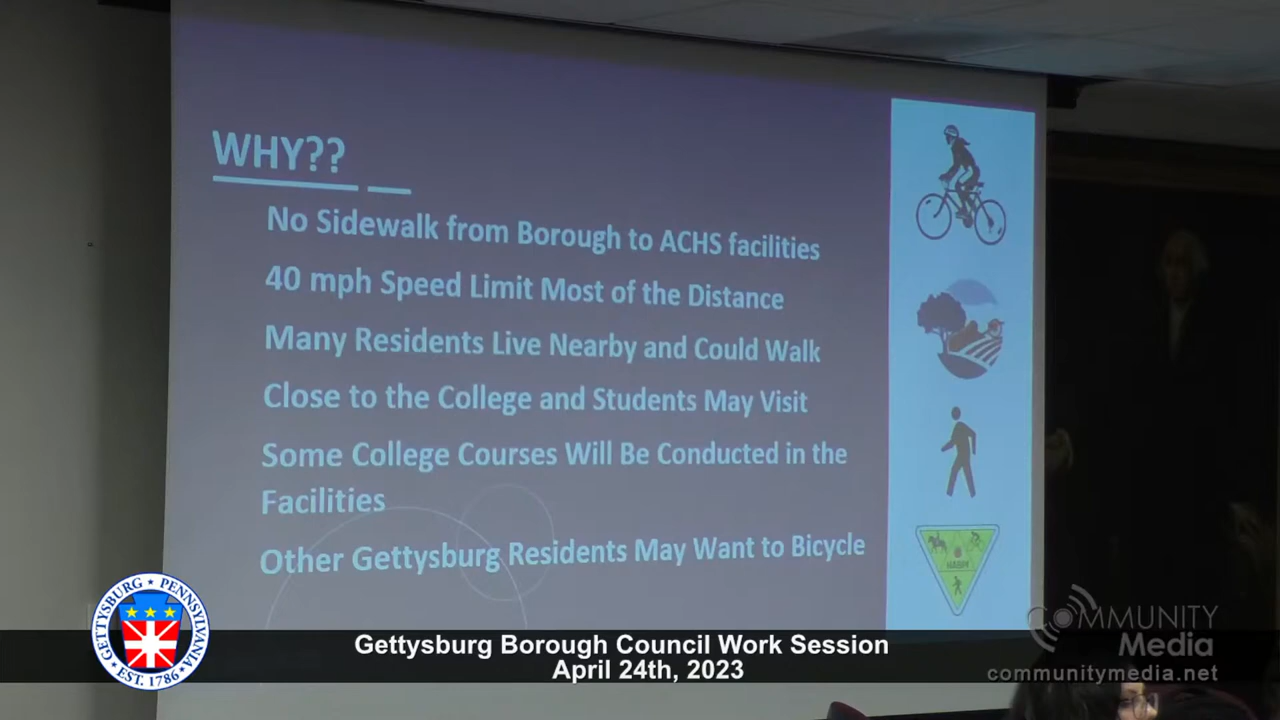 WHY??
No Sidewalk from Borough to ACHS facilities
40 mph Speed Limit Most of the Distance
Many Residents Live Nearby and Could Walk
Close to the College and Students May Visit
Some College Courses Will Be Conducted in the
Facilities
Other Gettysburg Residents May Want to Bicycle
HABPI
GETTYSBURG ★ PENNSYLVANIA
EST. 1786
Gettysburg Borough Council Work Session
April 24th, 2023
COMMUNITY
Media
communitymedia.net